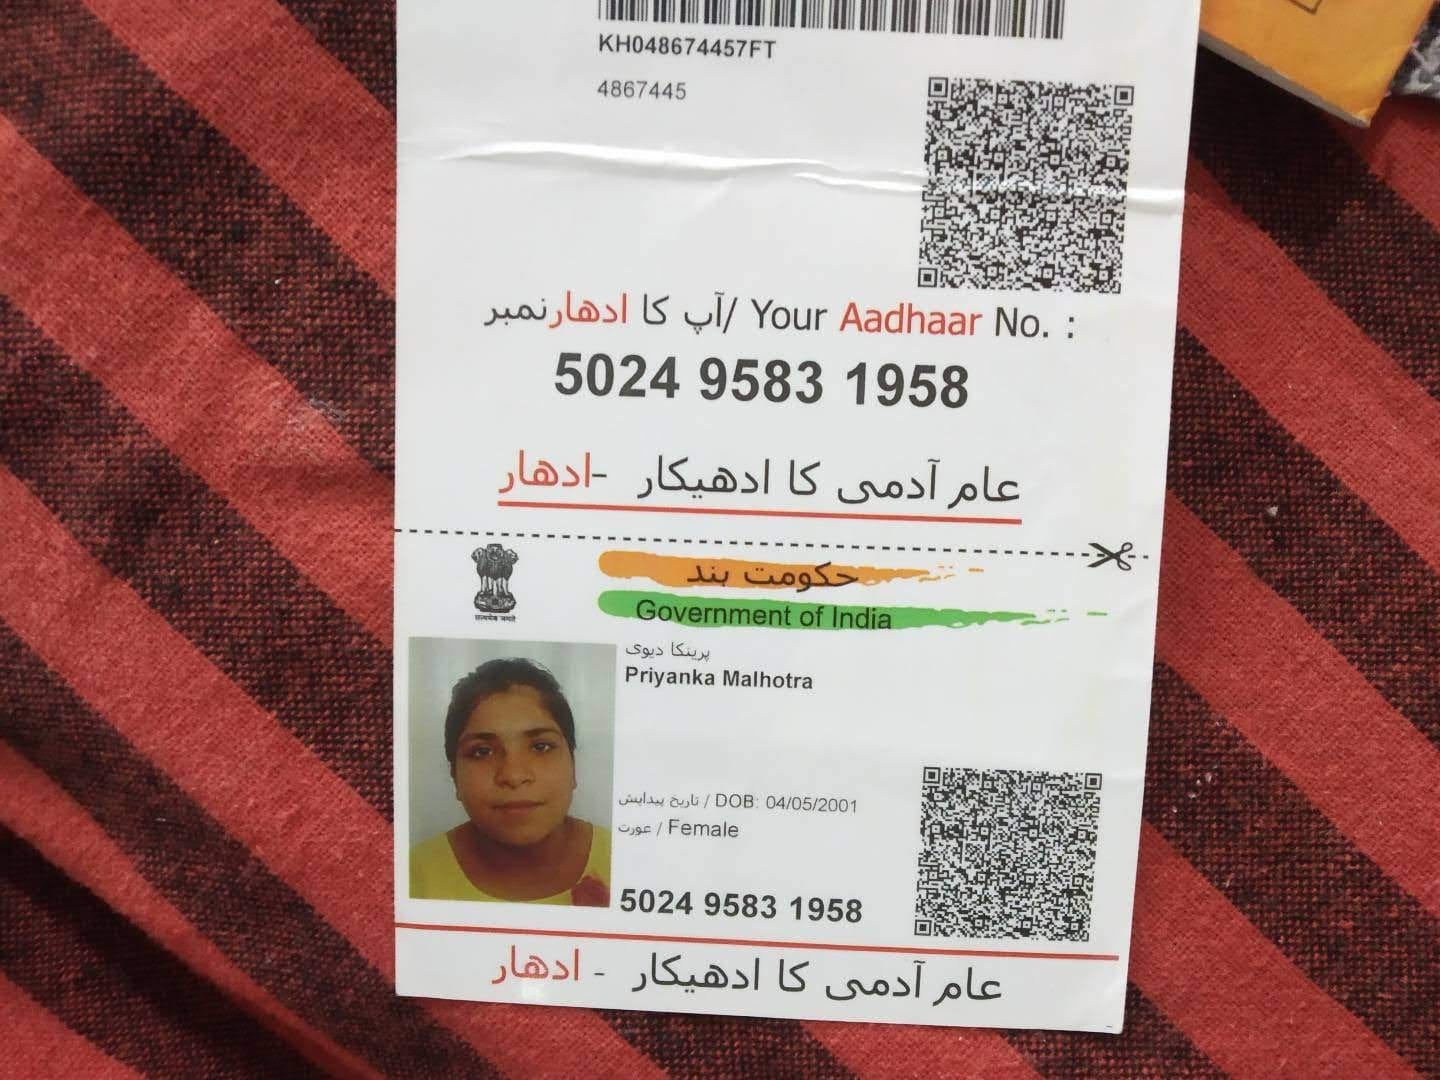 KH048674457FT
4867445
آپ کا ادھارنمبر/ Your Aadhaar No. :
5024 9583 1958
عام آدمی کا ادھیکار -ادھار
حکومت ہند
Government of India
सत्यमेव जयते
پرینکا دیوی
Priyanka Malhotra
تاریخ پیدایش / DOB: 04/05/2001
عورت / Female
5024 9583 1958
عام آدمی کا ادھیکار - ادھار